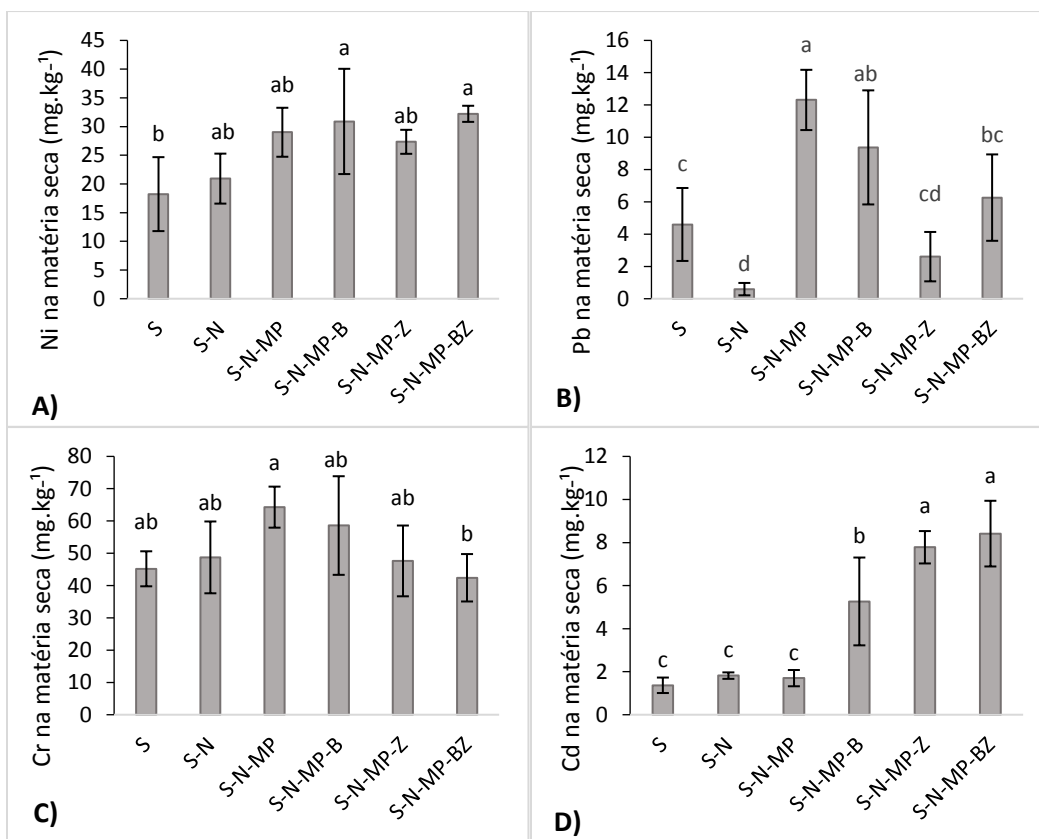 Ni na matéria seca (mg.kg⁻¹)
45
40
35
30
25
20
15
10
5
0
b
ab
ab
a
ab
a
S
S-N
S-N-MP
S-N-MP-B
S-N-MP-Z
S-N-MP-BZ
A)
Pb na matéria seca (mg.kg⁻¹)
16
14
12
10
8
6
4
2
0
c
d
a
ab
cd
bc
S
S-N
S-N-MP
S-N-MP-B
S-N-MP-Z
S-N-MP-BZ
B)
Cr na matéria seca (mg.kg⁻¹)
80
70
60
50
40
30
20
10
0
ab
ab
a
ab
ab
b
S
S-N
S-N-MP
S-N-MP-B
S-N-MP-Z
S-N-MP-BZ
C)
Cd na matéria seca (mg.kg⁻¹)
12
10
8
6
4
2
0
c
c
c
b
a
a
S
S-N
S-N-MP
S-N-MP-B
S-N-MP-Z
S-N-MP-BZ
D)